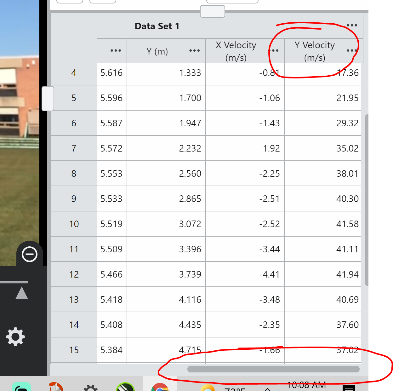 Data Set 1 •••
••• Y (m) ••• X Velocity (m/s) ••• Y Velocity (m/s) •••
4 5.616 1.333 -0.81 17.36
5 5.596 1.700 -1.06 21.95
6 5.587 1.947 -1.43 29.32
7 5.572 2.232 1.92 35.02
8 5.553 2.560 -2.25 38.01
9 5.533 2.865 -2.51 40.30
10 5.519 3.072 -2.52 41.58
11 5.509 3.396 -3.44 41.11
12 5.466 3.739 4.41 41.94
13 5.418 4.116 -3.48 40.69
14 5.408 4.435 -2.35 37.60
15 5.384 4.715 -1.66 37.02
10:08 AM